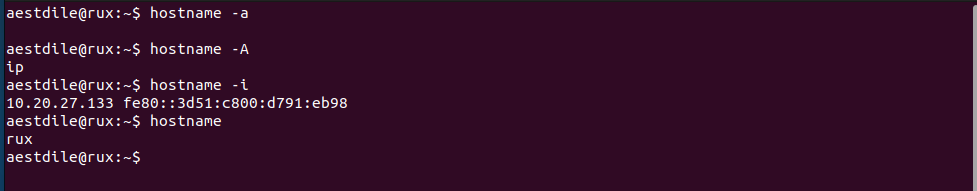 aestdile@rux:~$ hostname -a
aestdile@rux:~$ hostname -A
ip
aestdile@rux:~$ hostname -i
10.20.27.133 fe80::3d51:c800:d791:eb98
aestdile@rux:~$ hostname
rux
aestdile@rux:~$